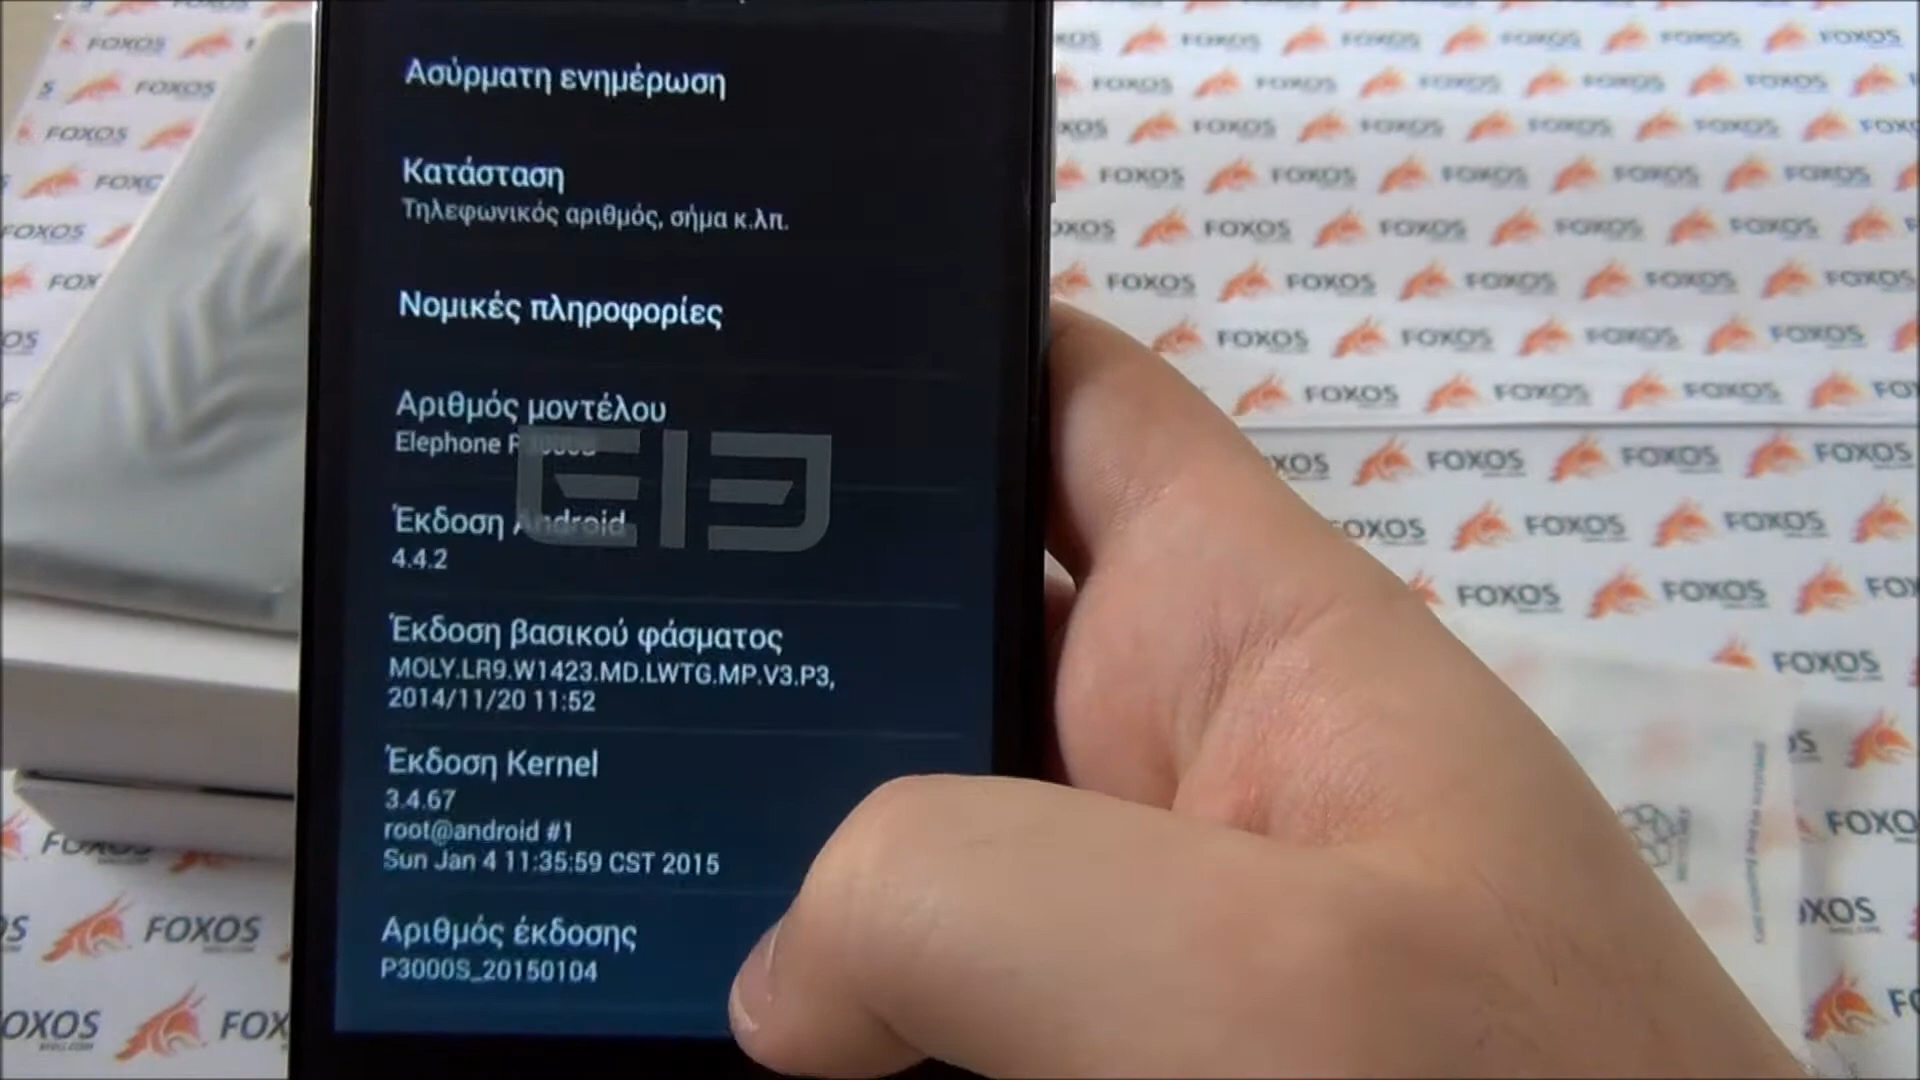 Ασύρματη ενημέρωση
Κατάσταση
Τηλεφωνικός αριθμός, σήμα κ.λπ.
Νομικές πληροφορίες
Αριθμός μοντέλου
Elephone
Έκδοση Android
4.4.2
Έκδοση βασικού φάσματος
MOLY.LR9.W1423.MD.LWTG.MP.V3.P3,
2014/11/20 11:52
Έκδοση Kernel
3.4.67
root@android #1
Sun Jan 4 11:35:59 CST 2015
Αριθμός έκδοσης
P3000S_20150104
FOXOS